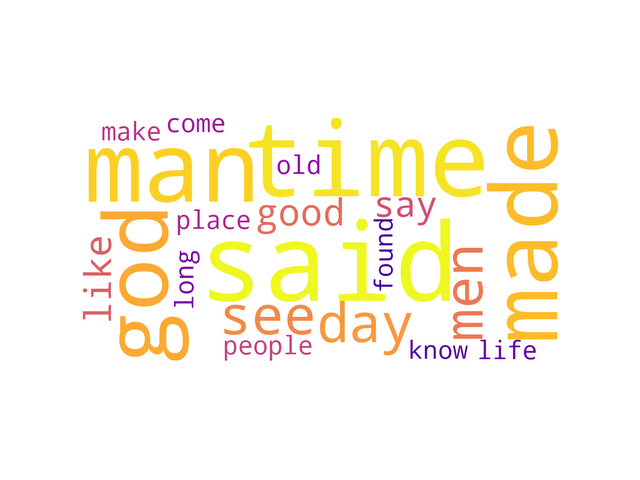 make
come
man
time
made
old
god
place
good
say
like
long
said
found
men
see
day
people
know
life